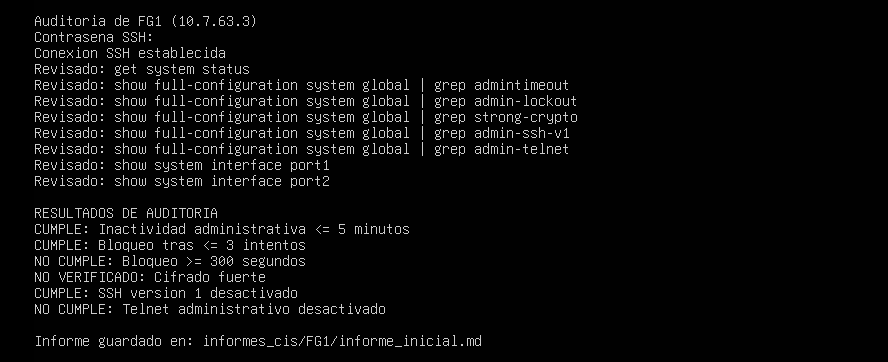 Auditoria de FG1 (10.7.63.3)
Contrasena SSH:
Conexion SSH establecida
Revisado: get system status
Revisado: show full-configuration system global | grep admintimeout
Revisado: show full-configuration system global | grep admin-lockout
Revisado: show full-configuration system global | grep strong-crypto
Revisado: show full-configuration system global | grep admin-ssh-v1
Revisado: show full-configuration system global | grep admin-telnet
Revisado: show system interface port1
Revisado: show system interface port2
RESULTADOS DE AUDITORIA
CUMPLE: Inactividad administrativa <= 5 minutos
CUMPLE: Bloqueo tras <= 3 intentos
NO CUMPLE: Bloqueo >= 300 segundos
NO VERIFICADO: Cifrado fuerte
CUMPLE: SSH version 1 desactivado
NO CUMPLE: Telnet administrativo desactivado
Informe guardado en: informes_cis/FG1/informe_inicial.md